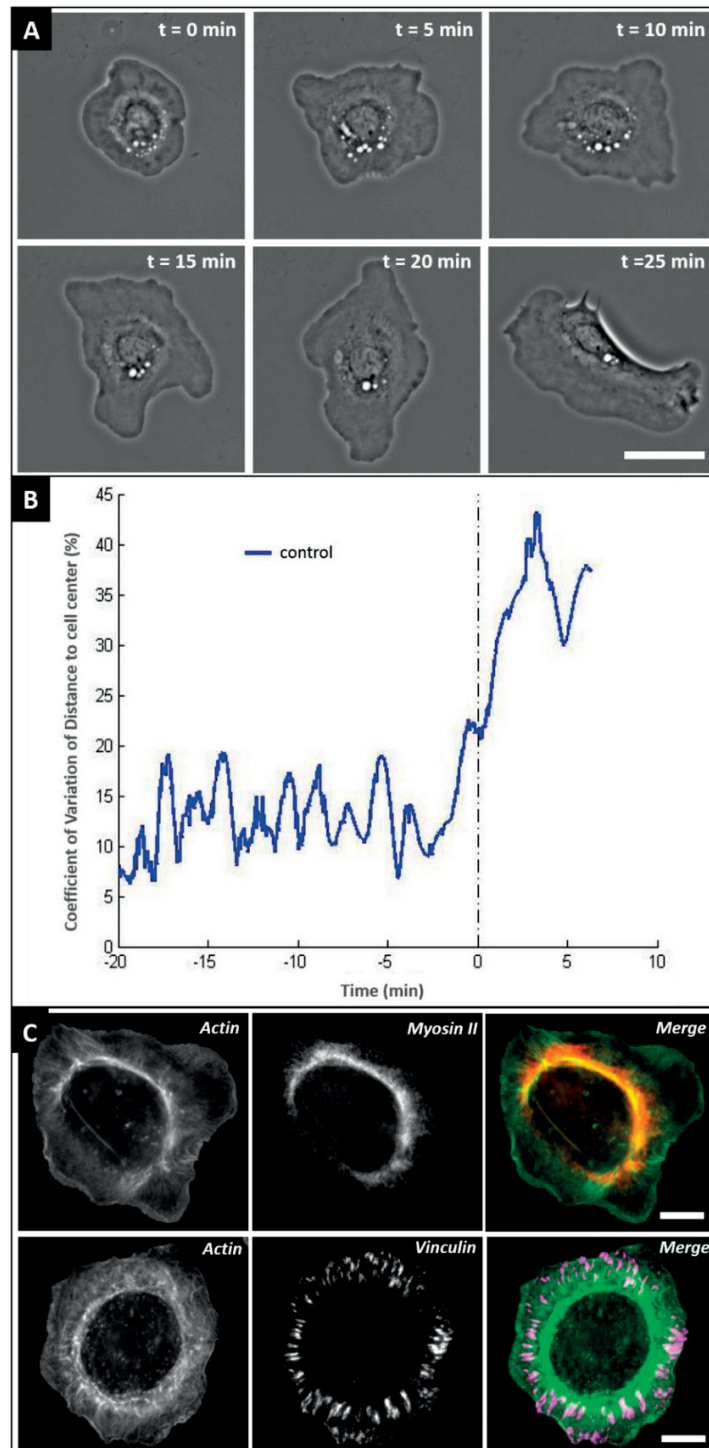 A
t = 0 min
t = 5 min
t = 10 min
t = 15 min
t = 20 min
t =25 min
B
45
40
35
30
25
20
15
10
5
0
control
Coefficient of Variation of Distance to cell center (%)
-20
-15
-10
-5
0
5
10
Time (min)
C
Actin
Myosin II
Merge
Actin
Vinculin
Merge